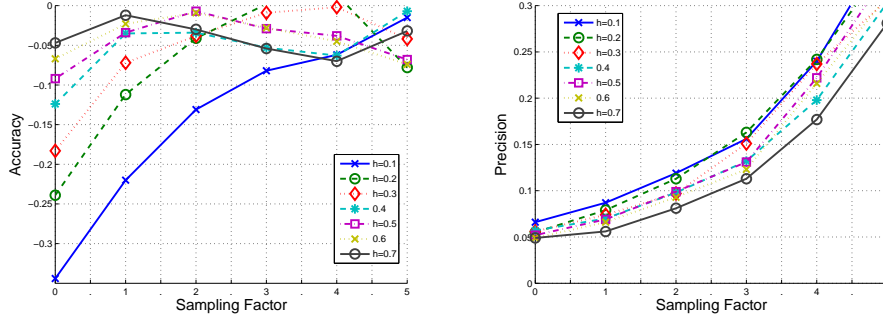 0
−0.05
−0.1
−0.15
−0.2
−0.25
−0.3
Accuracy
0 1 2 3 4 5
Sampling Factor
h=0.1
h=0.2
h=0.3
0.4
h=0.5
0.6
h=0.7
0.3
0.25
0.2
0.15
0.1
0.05
0
Precision
0 1 2 3 4
Sampling Factor
h=0.1
h=0.2
h=0.3
0.4
h=0.5
0.6
h=0.7